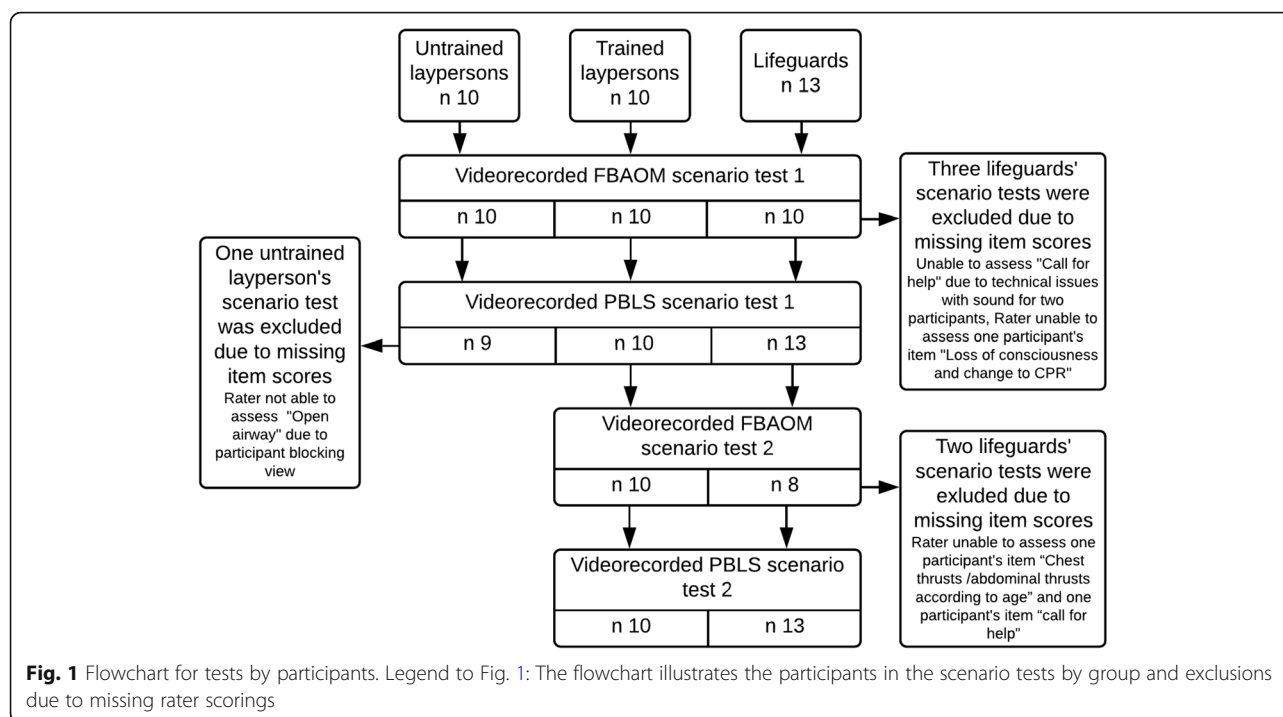 Untrained
laypersons
n 10
Trained
laypersons
n 10
Lifeguards
n 13
Videorecorded FBAOM scenario test 1
n 10
n 10
n 10
Three lifeguards'
scenario tests were
excluded due to
missing item scores
Unable to assess "Call for
help" due to technical issues
with sound for two
participants, Rater unable to
assess one participant's
item "Loss of consciousness
and change to CPR"
One untrained
layperson's
scenario test
was excluded
due to missing
item scores
Rater not able to
assess "Open
airway" due to
participant blocking
view
Videorecorded PBLS scenario test 1
n 9
n 10
n 13
Videorecorded FBAOM
scenario test 2
n 10
n 8
Two lifeguards'
scenario tests were
exluded due to
missing item scores
Rater unable to assess one
participant's item “Chest
thrusts /abdominal thrusts
according to age” and one
participant's item “call for
help”
Videorecorded PBLS scenario
test 2
n 10
n 13
Fig. 1 Flowchart for tests by participants. Legend to Fig. 1: The flowchart illustrates the participants in the scenario tests by group and exclusions
due to missing rater scorings